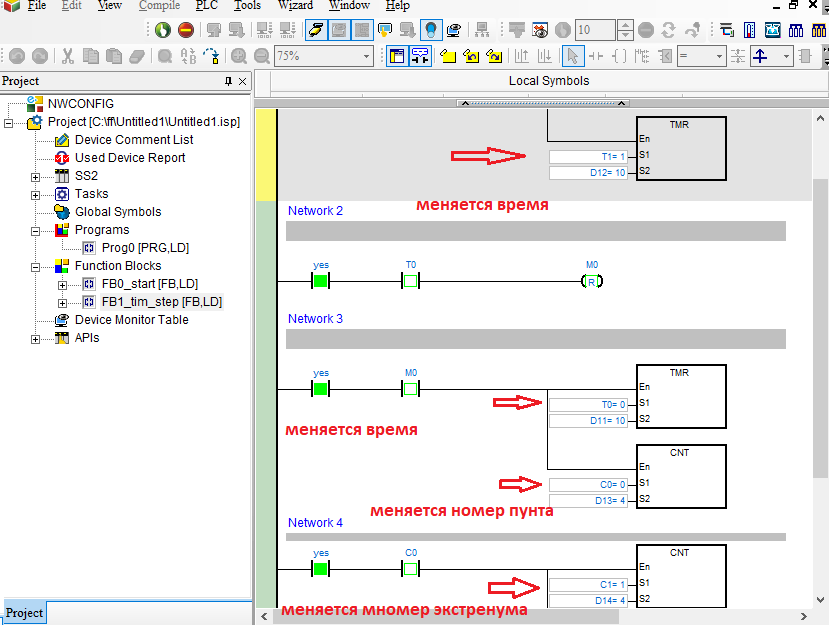 File Edit View Compile PLC Tools Wizard Window Help
10
75%
Project
Local Symbols
NWCONFIG
Project [C:\ff\Untitled1\Untitled1.isp]
Device Comment List
Used Device Report
SS2
Tasks
Global Symbols
Programs
Prog0 [PRG,LD]
Function Blocks
FB0_start [FB,LD]
FB1_tim_step [FB,LD]
Device Monitor Table
APIs
Project
TMR
En
T1= 1 S1
D12= 10 S2
меняется время
Network 2
yes T0 M0
R
Network 3
yes M0
TMR
En
T0= 0 S1
D11= 10 S2
меняется время
CNT
En
C0= 0 S1
D13= 4 S2
меняется номер пунта
Network 4
yes C0
CNT
En
C1= 1 S1
D14= 4 S2
меняется мномер экстренума